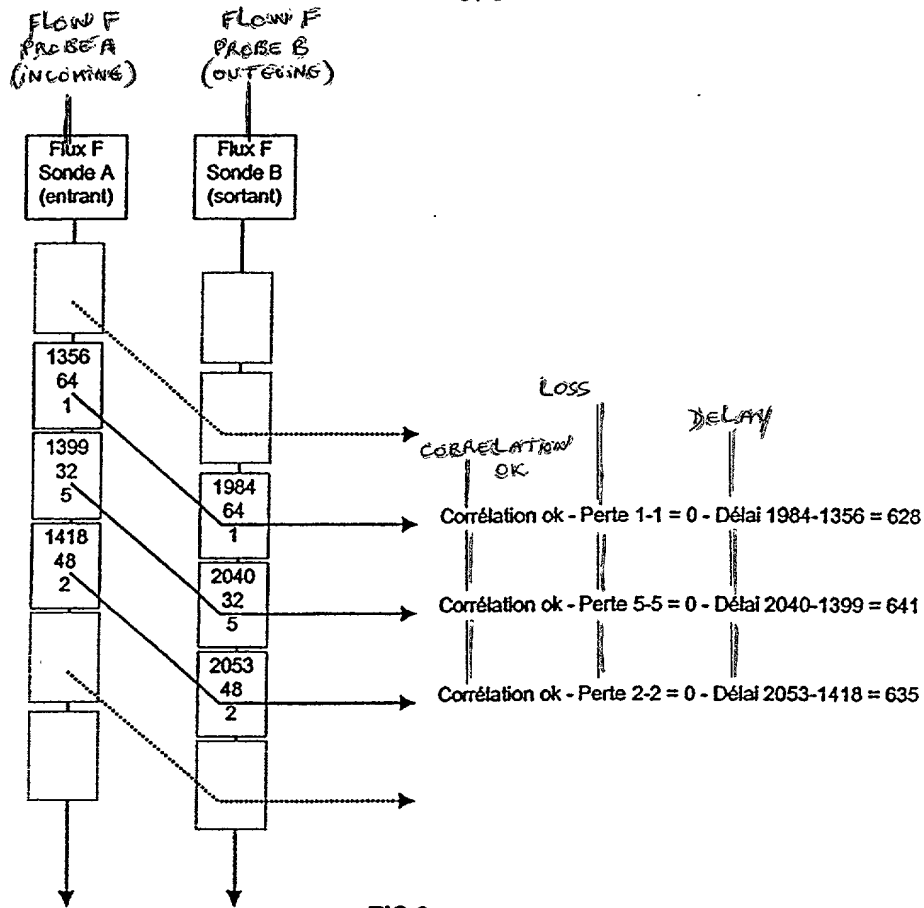 FLOW F
PROBE A
(INCOMING)
FLOW F
PROBE B
(OUTGOING)
Flux F
Sonde A
(entrant)
Flux F
Sonde B
(sortant)
1356
64
1
1399
32
5
1418
48
2
1984
64
1
2040
32
5
2053
48
2
LOSS
DELAY
CORRELATION
OK
Corrélation ok - Perte 1-1 = 0 - Délai 1984-1356 = 628
Corrélation ok - Perte 5-5 = 0 - Délai 2040-1399 = 641
Corrélation ok - Perte 2-2 = 0 - Délai 2053-1418 = 635